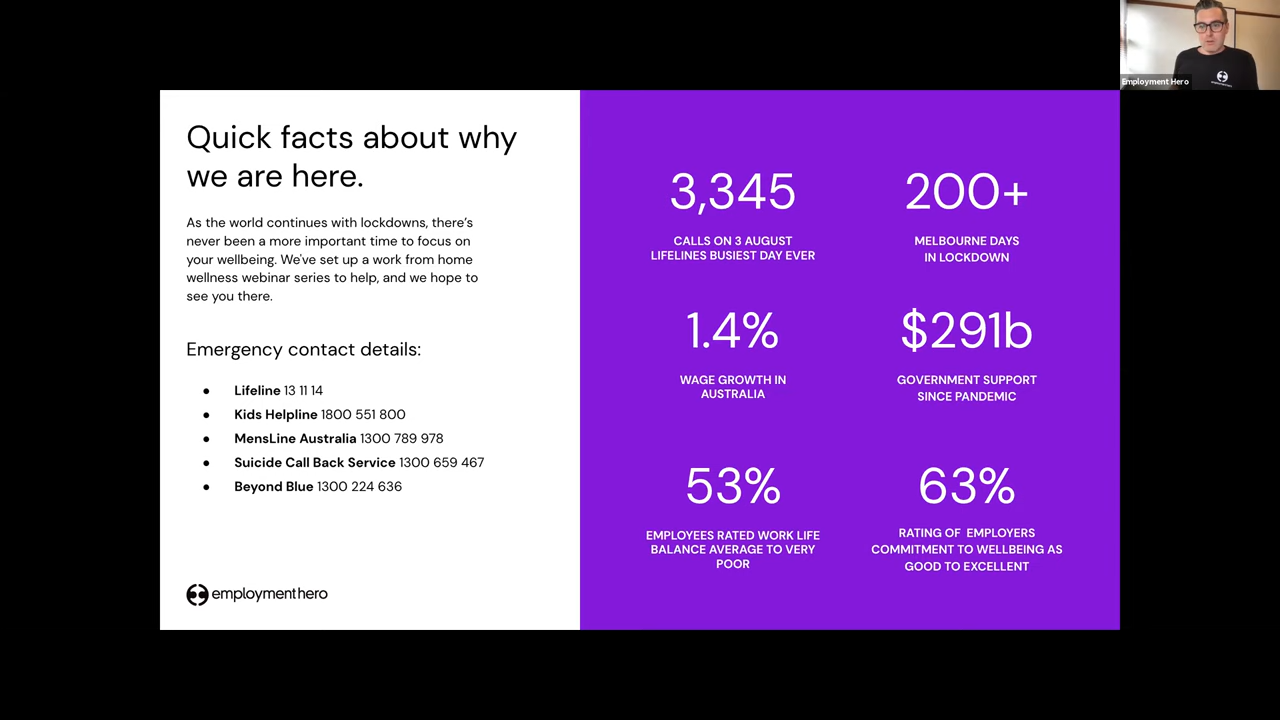 Employment Hero
Quick facts about why
we are here.
As the world continues with lockdowns, there's
never been a more important time to focus on
your wellbeing. We've set up a work from home
wellness webinar series to help, and we hope to
see you there.
Emergency contact details:
● Lifeline 13 11 14
● Kids Helpline 1800 551 800
● MensLine Australia 1300 789 978
● Suicide Call Back Service 1300 659 467
● Beyond Blue 1300 224 636
employmenthero
3,345
CALLS ON 3 AUGUST
LIFELINES BUSIEST DAY EVER
200+
MELBOURNE DAYS
IN LOCKDOWN
1.4%
WAGE GROWTH IN
AUSTRALIA
$291b
GOVERNMENT SUPPORT
SINCE PANDEMIC
53%
EMPLOYEES RATED WORK LIFE
BALANCE AVERAGE TO VERY
POOR
63%
RATING OF EMPLOYERS
COMMITMENT TO WELLBEING AS
GOOD TO EXCELLENT